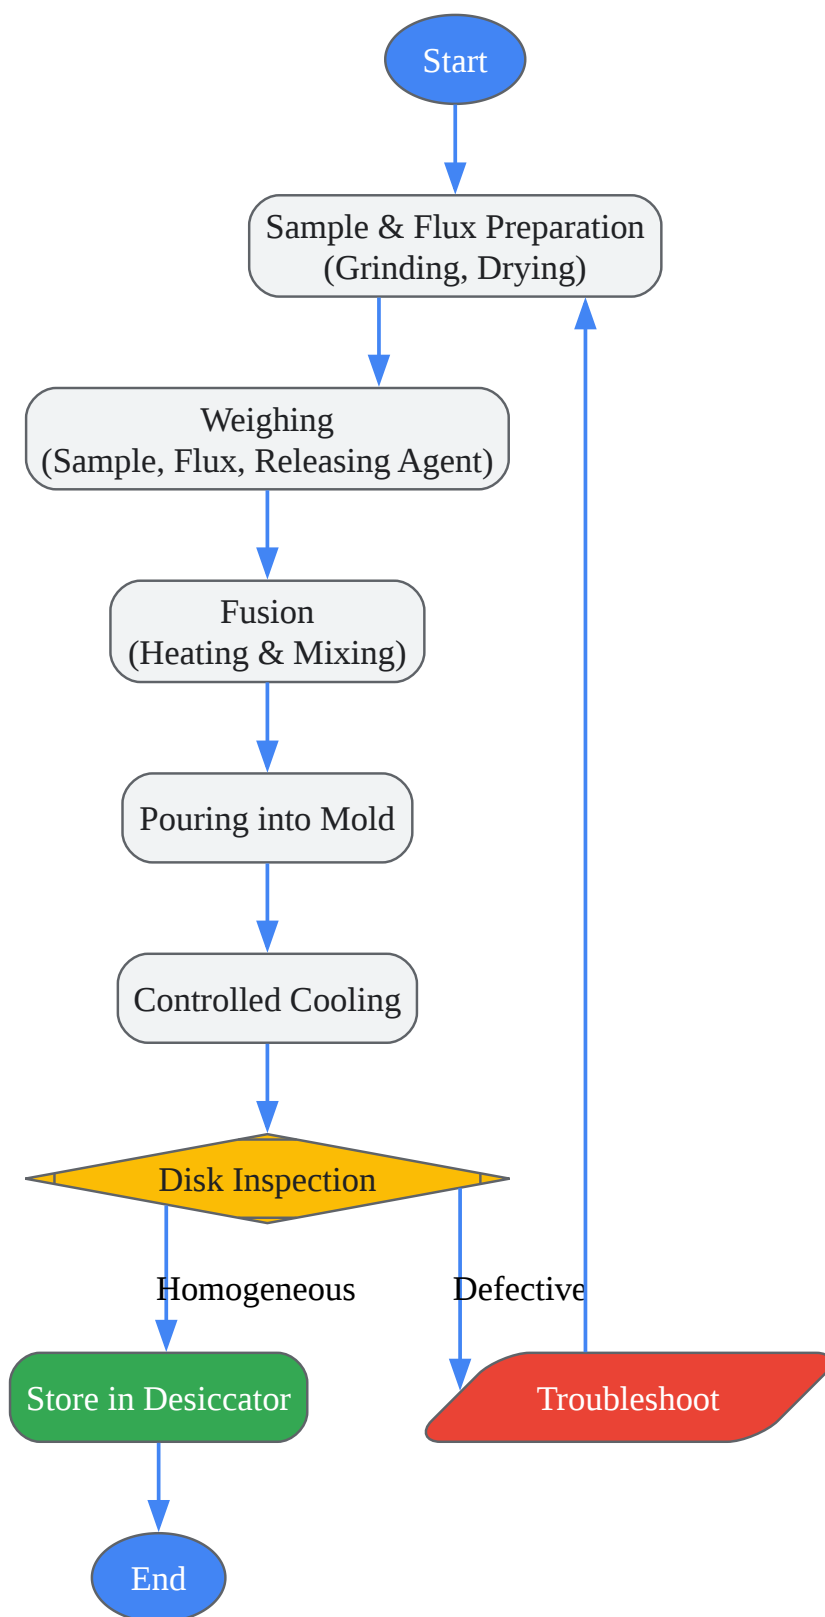 Start
Sample & Flux Preparation
(Grinding, Drying)
Weighing
(Sample, Flux, Releasing Agent)
Fusion
(Heating & Mixing)
Pouring into Mold
Controlled Cooling
Disk Inspection
Homogeneous
Defective
Store in Desiccator
Troubleshoot
End